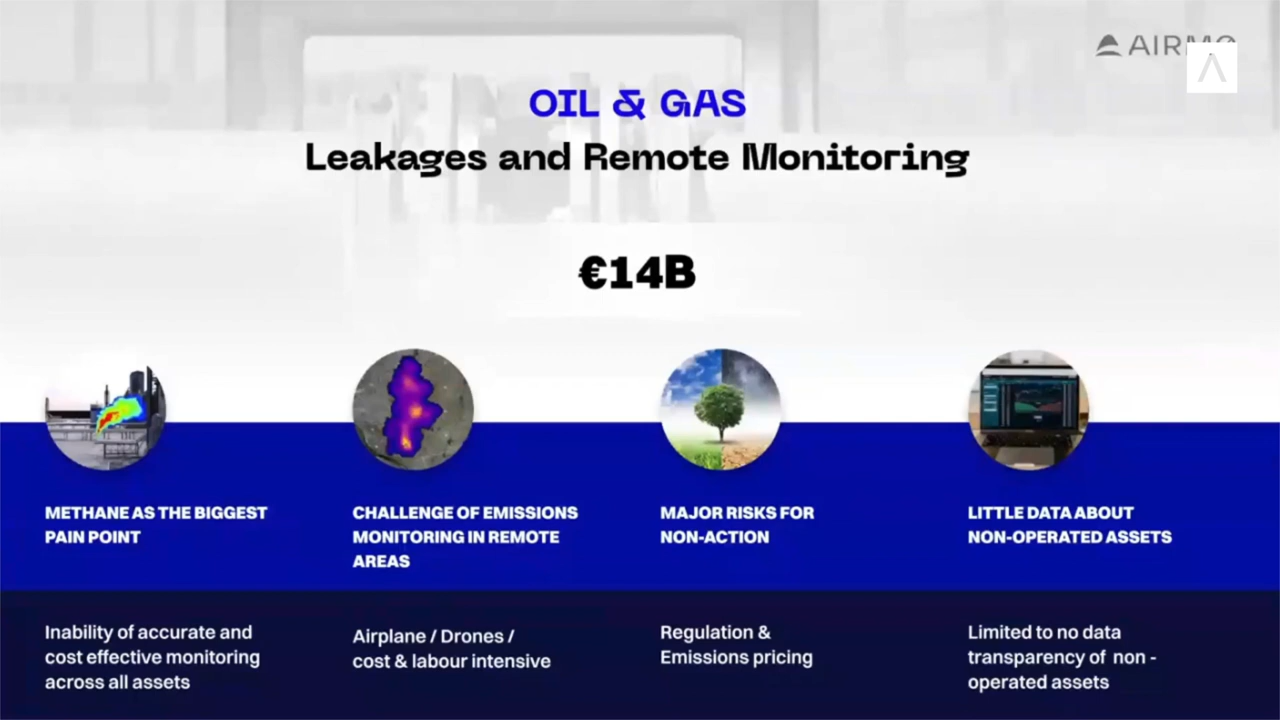 AIRMO
OIL & GAS
Leakages and Remote Monitoring
€14B
METHANE AS THE BIGGEST
PAIN POINT
CHALLENGE OF EMISSIONS
MONITORING IN REMOTE
AREAS
MAJOR RISKS FOR
NON-ACTION
LITTLE DATA ABOUT
NON-OPERATED ASSETS
Inability of accurate and
cost effective monitoring
across all assets
Airplane / Drones /
cost & labour intensive
Regulation &
Emissions pricing
Limited to no data
transparency of non -
operated assets